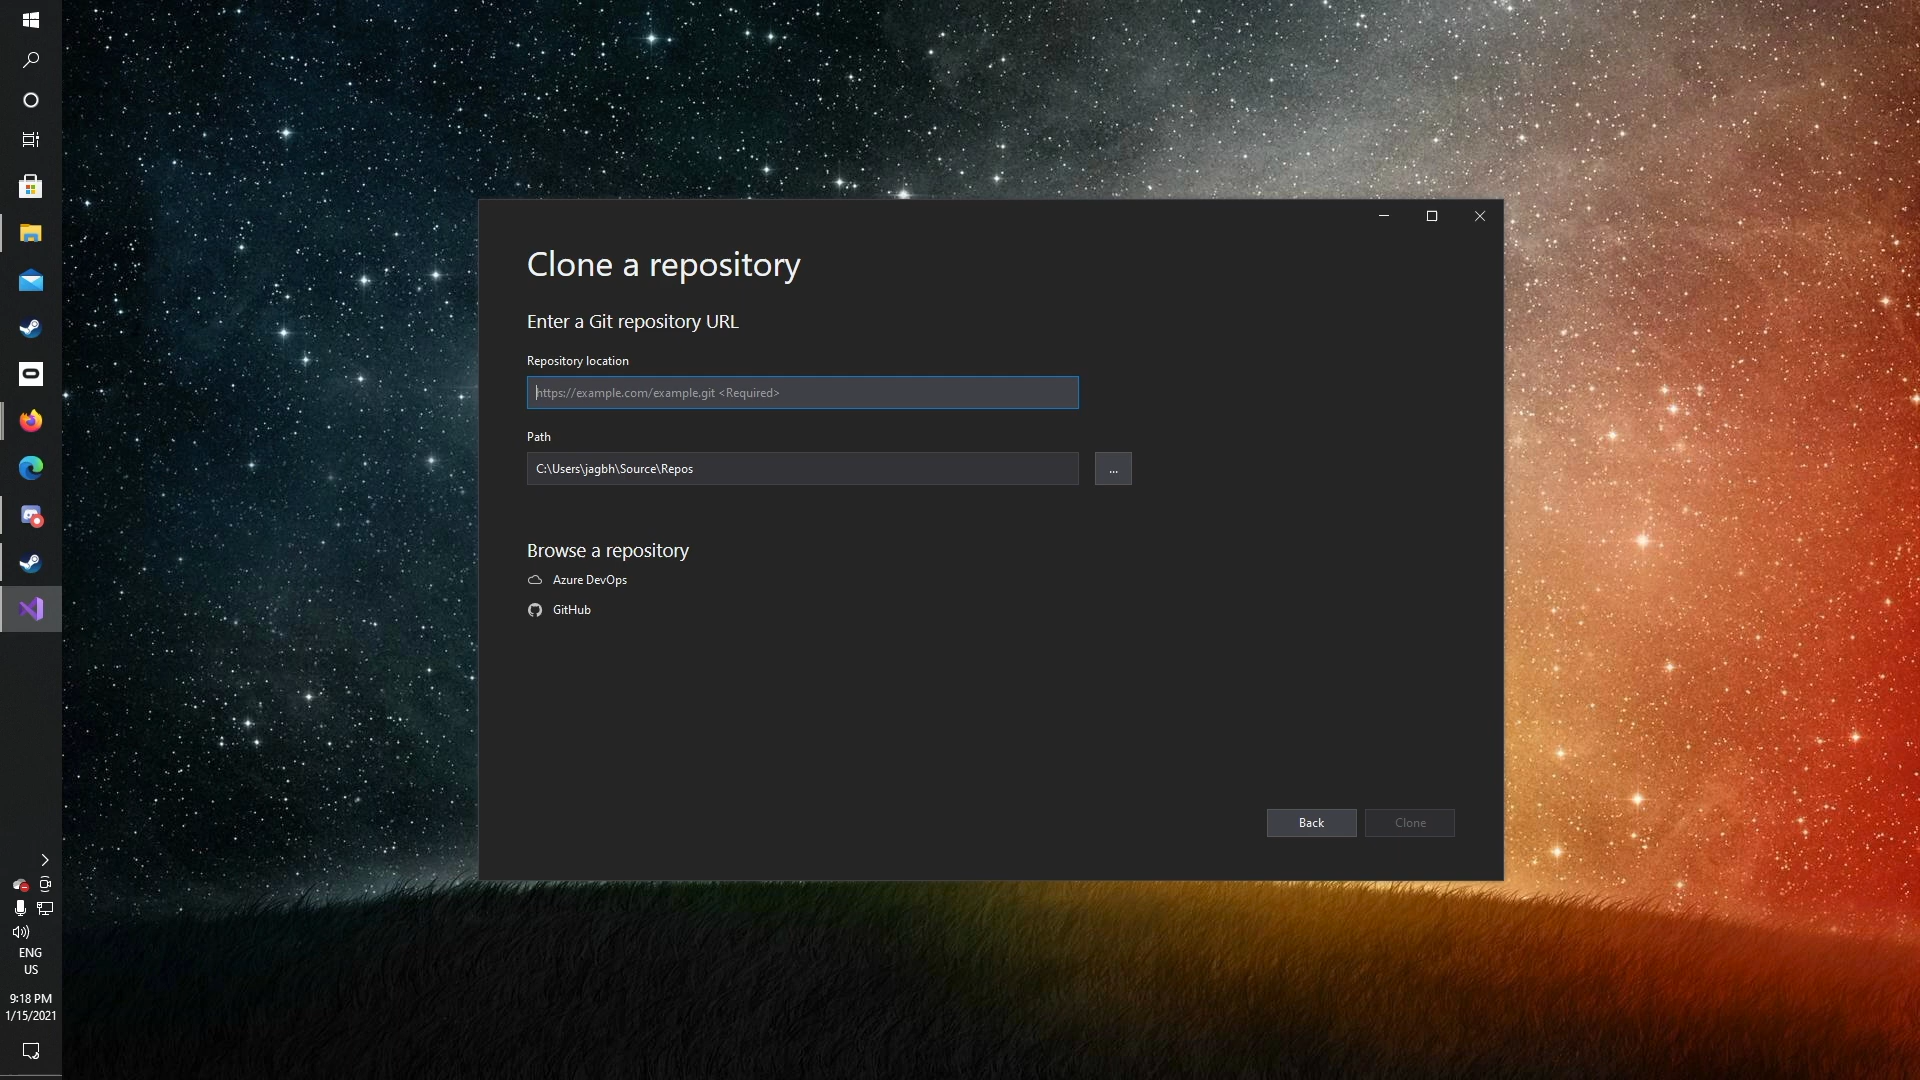 Clone a repository
Enter a Git repository URL
Repository location
https://example.com/example.git <Required>
Path
C:\Users\jagbh\Source\Repos
...
Browse a repository
Azure DevOps
GitHub
Back
Clone
ENG
US
9:18 PM
1/15/2021